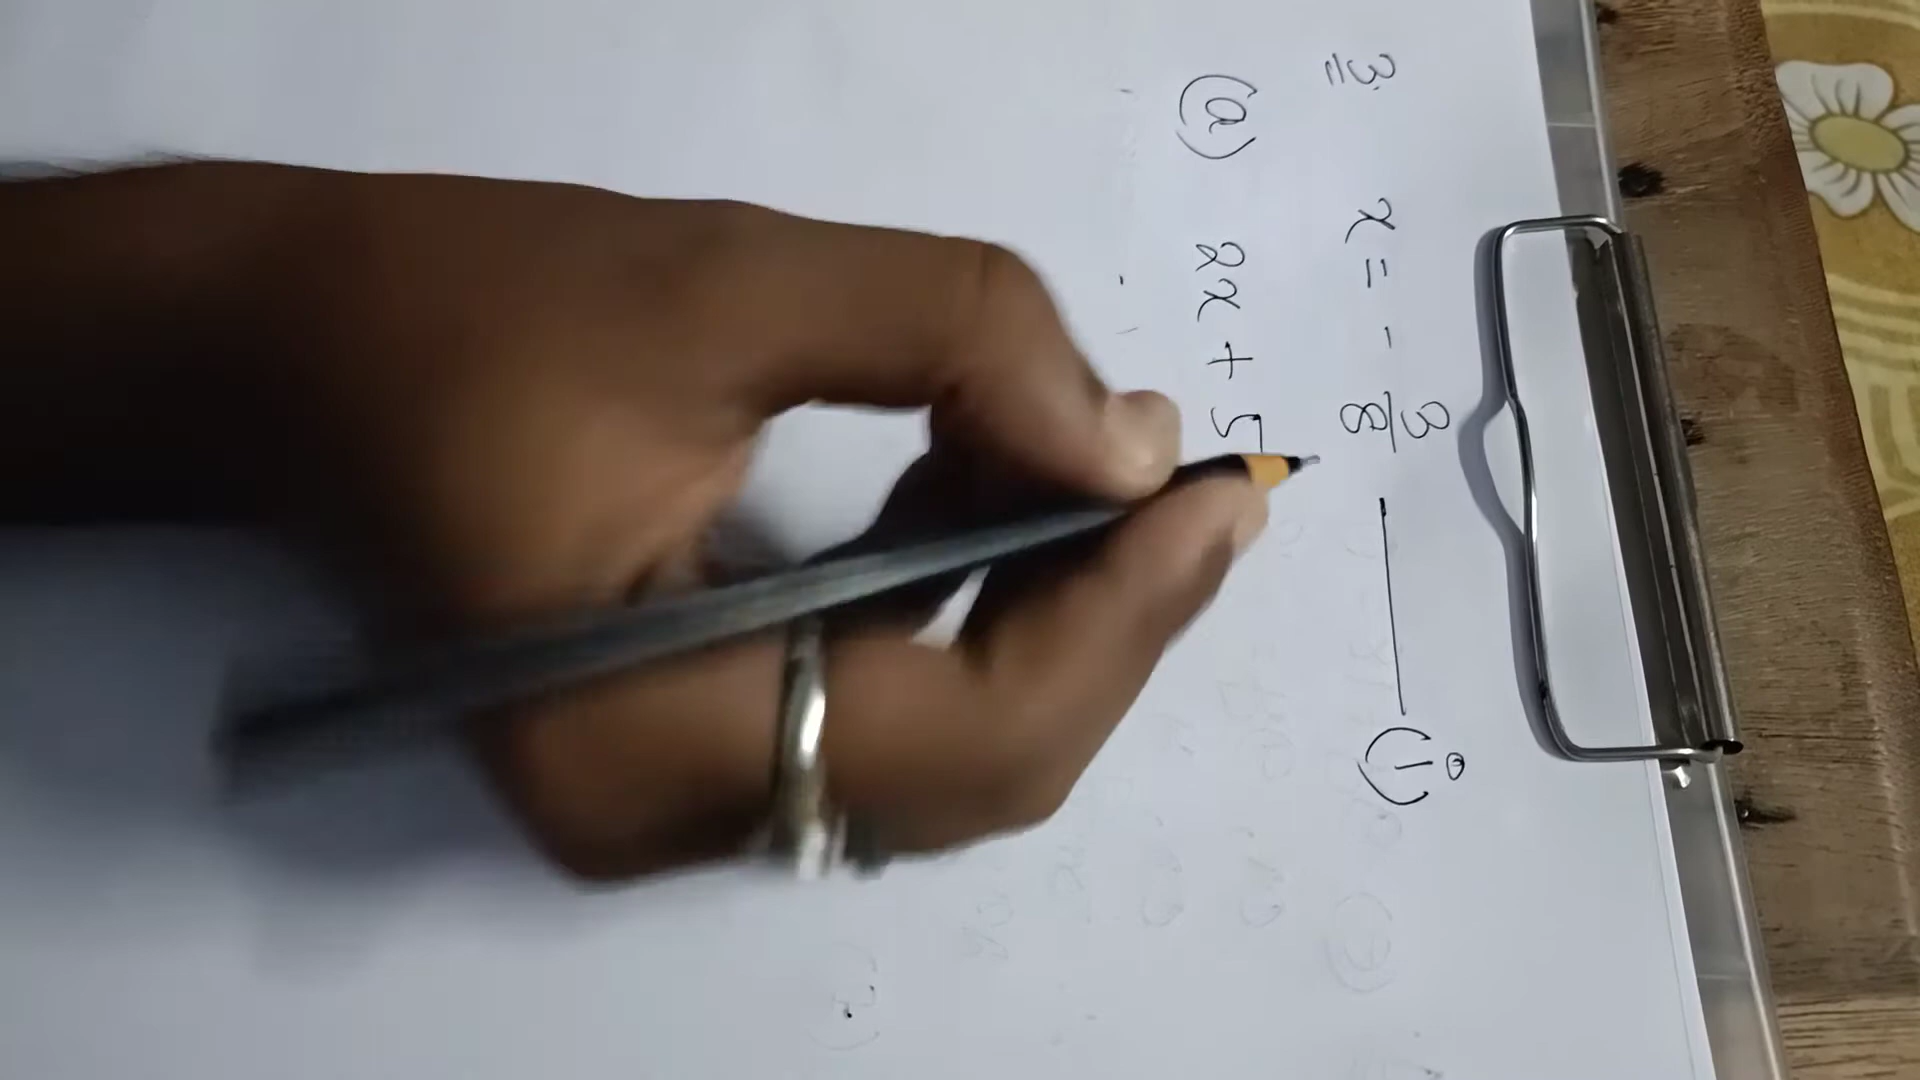 3. x = - 3/8 — (i)
(a) 2x + 5